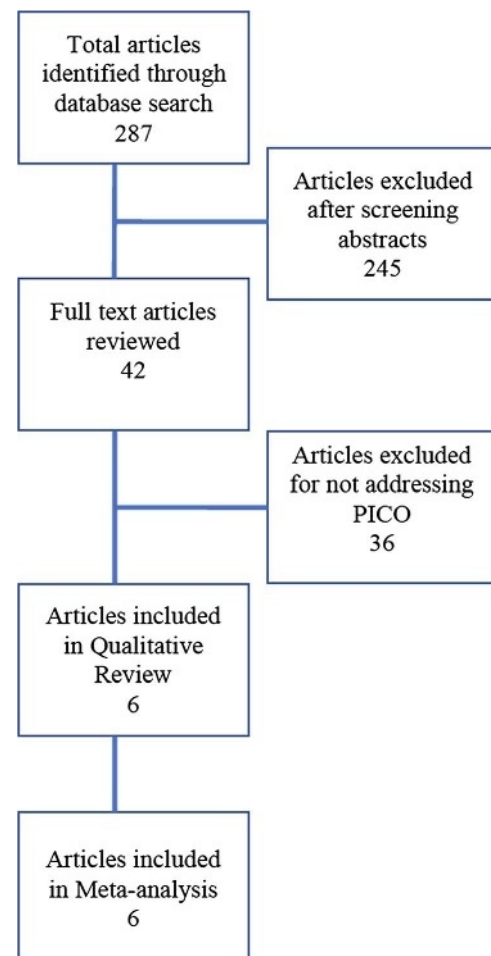 Total articles
identified through
database search
287
Articles excluded
after screening
abstracts
245
Full text articles
reviewed
42
Articles excluded
for not addressing
PICO
36
Articles included
in Qualitative
Review
6
Articles included
in Meta-analysis
6